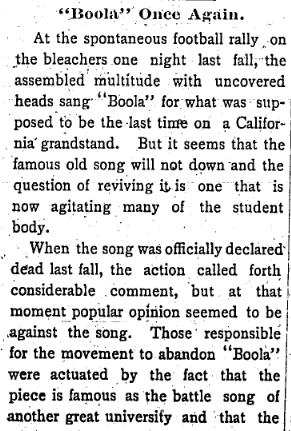 "Boola" Once Again.
At the spontaneous football rally on
the bleachers one night last fall, the
assembled multitude with uncovered
heads sang "Boola" for what was sup-
posed to be the last time on a Califor-
nia grandstand. But it seems that the
famous old song will not down and the
question of reviving it is one that is
now agitating many of the student
body.
When the song was officially declared
dead last fall, the action called forth
considerable comment, but at that
moment popular opinion seemed to be
against the song. Those responsible
for the movement to abandon "Boola"
were actuated by the fact that the
piece is famous as the battle song of
another great university and that the